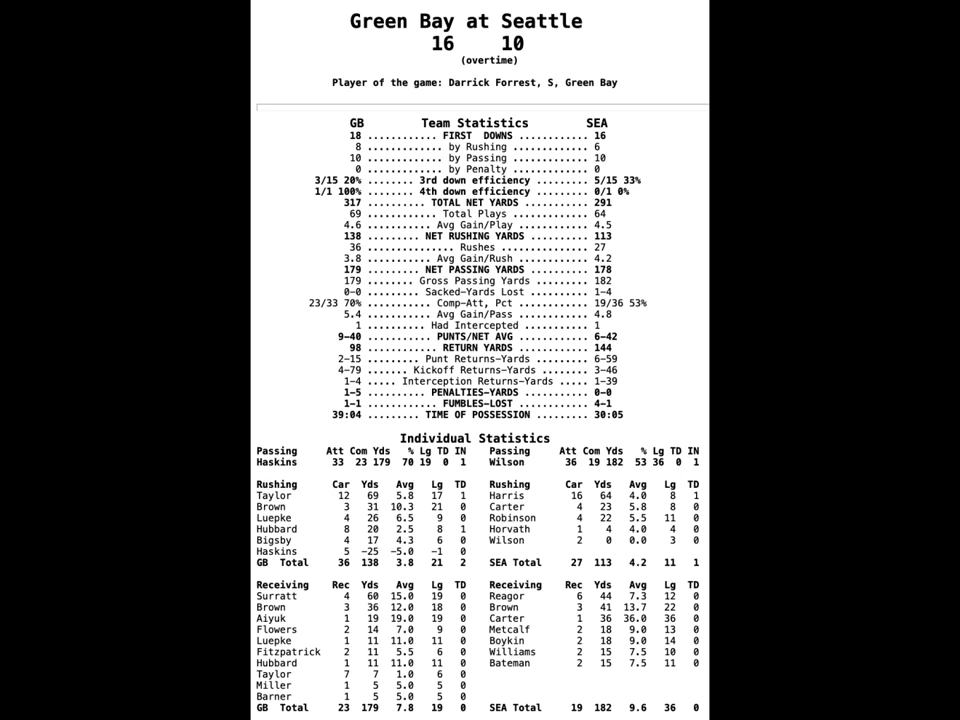 Green Bay at Seattle
16 10
(overtime)
Player of the game: Darrick Forrest, S, Green Bay
GB Team Statistics SEA
18 ............ FIRST DOWNS ............ 16
8 ............. by Rushing ............. 6
10 ............. by Passing ............. 10
0 ............. by Penalty ............. 0
3/15 20% ........ 3rd down efficiency ......... 5/15 33%
1/1 100% ........ 4th down efficiency ......... 0/1 0%
317 .......... TOTAL NET YARDS .......... 291
69 ............ Total Plays ............ 64
4.6 ........... Avg Gain/Play ........... 4.5
138 ......... NET RUSHING YARDS ......... 113
36 ............... Rushes ............... 27
3.8 ........... Avg Gain/Rush ........... 4.2
179 ......... NET PASSING YARDS ......... 178
179 ........ Gross Passing Yards ........ 182
0-0 ......... Sacked-Yards Lost ......... 1-4
23/33 70% ........... Comp-Att, Pct ........... 19/36 53%
5.4 ........... Avg Gain/Pass ........... 4.8
1 ........... Had Intercepted ........... 1
9-40 ........... PUNTS/NET AVG ........... 6-42
98 ............ RETURN YARDS ............ 144
2-15 ......... Punt Returns-Yards ........ 6-59
4-79 ....... Kickoff Returns-Yards ........ 3-46
1-4 ..... Interception Returns-Yards ..... 1-39
1-5 .......... PENALTIES-YARDS .......... 0-0
1-1 ............ FUMBLES-LOST ............ 4-1
39:04 ......... TIME OF POSSESSION ......... 30:05
Individual Statistics
Passing Att Com Yds % Lg TD IN Passing Att Com Yds % Lg TD IN
Haskins 33 23 179 70 19 0 1 Wilson 36 19 182 53 36 0 1
Rushing Car Yds Avg Lg TD Rushing Car Yds Avg Lg TD
Taylor 12 69 5.8 17 1 Harris 16 64 4.0 8 1
Brown 3 31 10.3 21 0 Carter 4 23 5.8 8 0
Luepke 4 26 6.5 9 0 Robinson 4 22 5.5 11 0
Hubbard 8 20 2.5 8 1 Horvath 1 4 4.0 4 0
Bigsby 4 17 4.3 6 0 Wilson 2 0 0.0 3 0
Haskins 5 -25 -5.0 -1 0
GB Total 36 138 3.8 21 2 SEA Total 27 113 4.2 11 1
Receiving Rec Yds Avg Lg TD Receiving Rec Yds Avg Lg TD
Surratt 4 60 15.0 19 0 Reagor 6 44 7.3 12 0
Brown 3 36 12.0 18 0 Brown 3 41 13.7 22 0
Aiyuk 1 19 19.0 19 0 Carter 1 36 36.0 36 0
Flowers 2 14 7.0 9 0 Metcalf 2 18 9.0 13 0
Luepke 1 11 11.0 11 0 Boykin 2 18 9.0 14 0
Fitzpatrick 2 11 5.5 6 0 Williams 2 15 7.5 10 0
Hubbard 1 11 11.0 11 0 Bateman 2 15 7.5 11 0
Taylor 7 7 1.0 6 0
Miller 1 5 5.0 5 0
Barner 1 5 5.0 5 0
GB Total 23 179 7.8 19 0 SEA Total 19 182 9.6 36 0